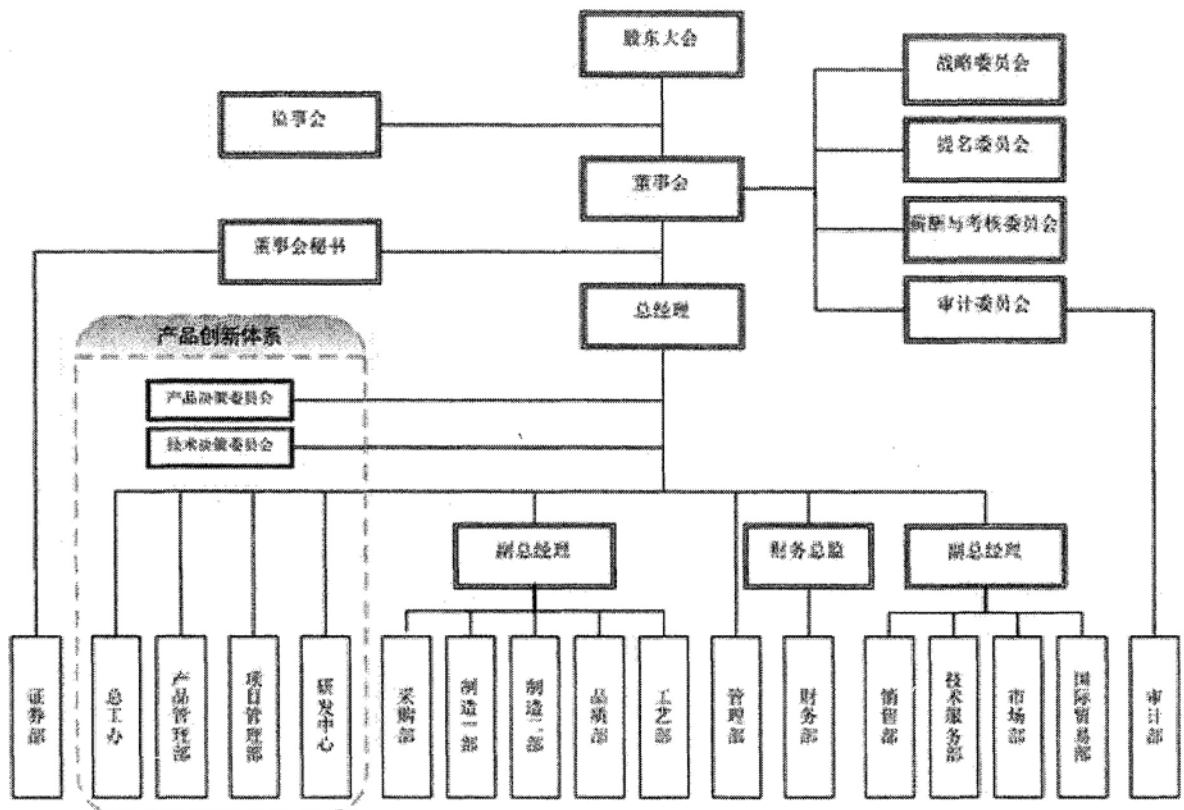 股东大会
战略委员会
监事会
提名委员会
董事会
薪酬与考核委员会
董事会秘书
总经理
审计委员会
产品创新体系
产品决策委员会
技术决策委员会
副总经理
财务总监
副总经理
证券部
总工办
产品管理部
项目管理部
研发中心
采购部
制造一部
制造二部
品质部
工艺部
管理部
财务部
销售部
技术服务部
市场部
国际贸易部
审计部